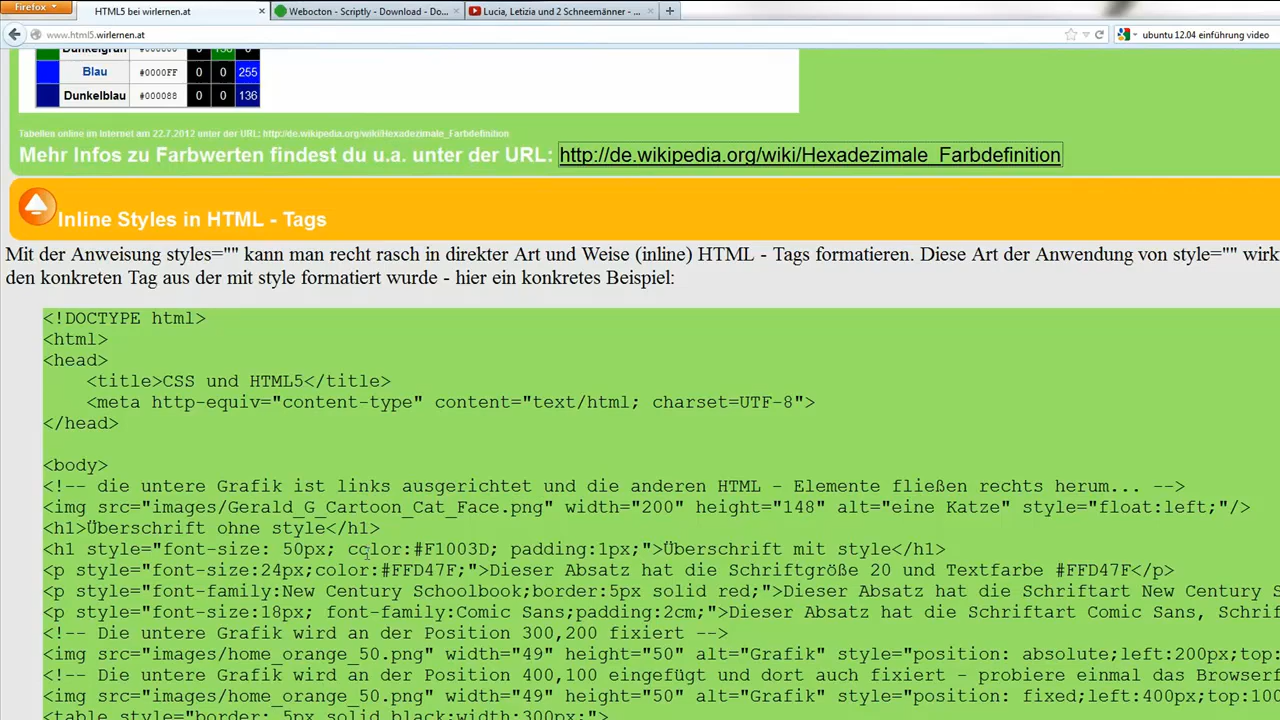 Firefox
HTML5 bei wirlernen.at
Webocton - Scriptly - Download - Do...
Lucia, Letizia und 2 Schneemänner - ...
www.html5.wirlernen.at
ubuntu 12.04 einführung video
Dunkelgrün 0 136 0
Blau #0000FF 0 0 255
Dunkelblau #000088 0 0 136
Tabellen online im Internet am 22.7.2012 unter der URL: http://de.wikipedia.org/wiki/Hexadezimale_Farbdefinition
Mehr Infos zu Farbwerten findest du u.a. unter der URL: http://de.wikipedia.org/wiki/Hexadezimale_Farbdefinition
Inline Styles in HTML - Tags
Mit der Anweisung styles="" kann man recht rasch in direkter Art und Weise (inline) HTML - Tags formatieren. Diese Art der Anwendung von style="" wirk
den konkreten Tag aus der mit style formatiert wurde - hier ein konkretes Beispiel:
<!DOCTYPE html>
<html>
<head>
<title>CSS und HTML5</title>
<meta http-equiv="content-type" content="text/html; charset=UTF-8">
</head>
<body>
<!-- die untere Grafik ist links ausgerichtet und die anderen HTML - Elemente fließen rechts herum... -->
<img src="images/Gerald_G_Cartoon_Cat_Face.png" width="200" height="148" alt="eine Katze" style="float:left;"/>
<h1>Überschrift ohne style</h1>
<h1 style="font-size: 50px; color:#F1003D; padding:1px;">Überschrift mit style</h1>
<p style="font-size:24px;color:#FFD47F;">Dieser Absatz hat die Schriftgröße 20 und Textfarbe #FFD47F</p>
<p style="font-family:New Century Schoolbook;border:5px solid red;">Dieser Absatz hat die Schriftart New Century S
<p style="font-size:18px; font-family:Comic Sans;padding:2cm;">Dieser Absatz hat die Schriftart Comic Sans, Schrif
<!-- Die untere Grafik wird an der Position 300,200 fixiert -->
<img src="images/home_orange_50.png" width="49" height="50" alt="Grafik" style="position: absolute;left:200px;top:
<!-- Die untere Grafik wird an der Position 400,100 eingefügt und dort auch fixiert - probiere einmal das Browserf
<img src="images/home_orange_50.png" width="49" height="50" alt="Grafik" style="position: fixed;left:400px;top:100
<table style="border: 5px solid black;width:300px;">